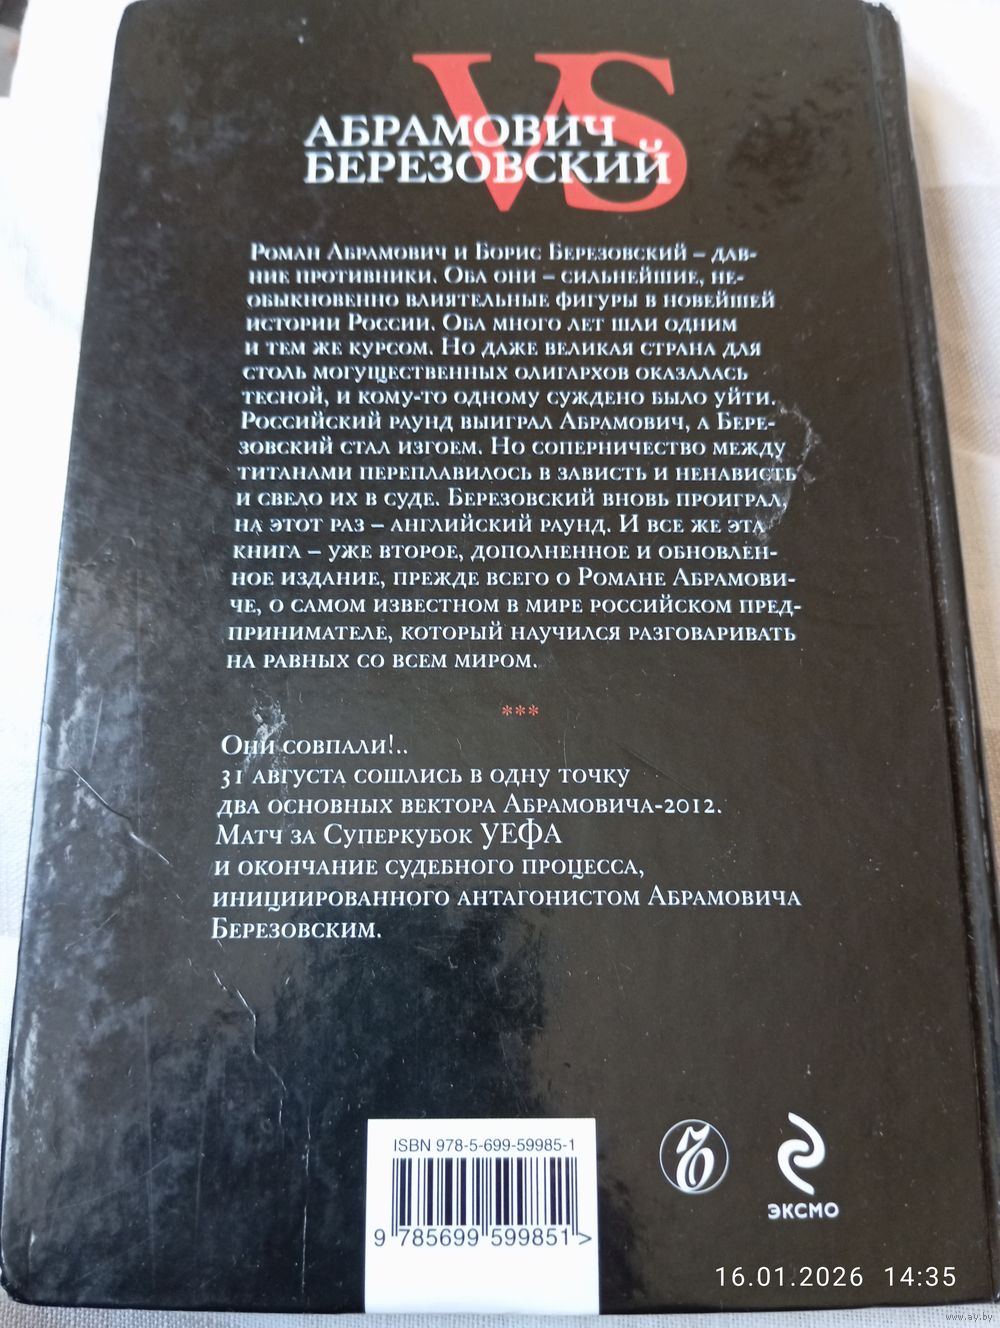 VS
АБРАМОВИЧ
БЕРЕЗОВСКИЙ
Роман Абрамович и Борис Березовский – дав-
ние противники. Оба они – сильнейшие, не-
обыкновенно влиятельные фигуры в новейшей
истории России. Оба много лет шли одним
и тем же курсом. Но даже великая страна для
столь могущественных олигархов оказалась
тесной, и кому-то одному суждено было уйти.
Российский раунд выиграл Абрамович, а Бере-
зовский стал изгоем. Но соперничество между
титанами переплавилось в зависть и ненависть
и свело их в суде. Березовский вновь проиграл,
на этот раз – английский раунд. И все же эта
книга – уже второе, дополненное и обновлен-
ное издание, прежде всего о Романе Абрамови-
че, о самом известном в мире российском пред-
принимателе, который научился разговаривать
на равных со всем миром.
***
Они совпали!..
31 августа сошлись в одну точку
два основных вектора Абрамовича-2012.
Матч за Суперкубок УЕФА
и окончание судебного процесса,
инициированного антагонистом Абрамовича
Березовским.
ISBN 978-5-699-59985-1
9 785699 599851 >
ЭКСМО
16.01.2026 14:35
www.ay.by